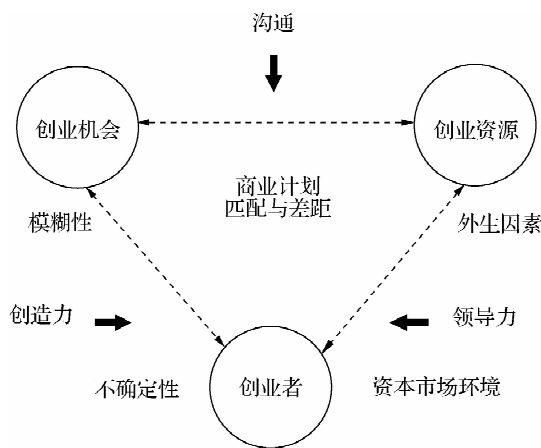 沟通
创业机会
创业资源
商业计划
匹配与差距
模糊性
外生因素
创造力
领导力
不确定性
创业者
资本市场环境